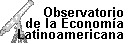 Observatorio
de la Economía
Latinoamericana